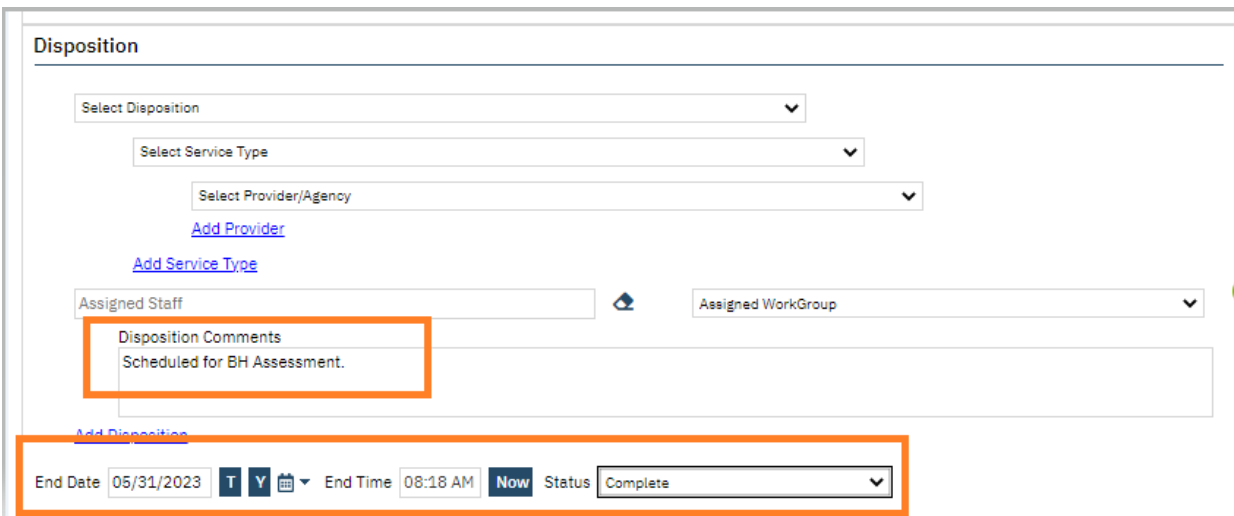 Disposition
Select Disposition
Select Service Type
Select Provider/Agency
Add Provider
Add Service Type
Assigned Staff Assigned WorkGroup
Disposition Comments
Scheduled for BH Assessment.
Add Disposition
End Date 05/31/2023 T Y End Time 08:18 AM Now Status Complete